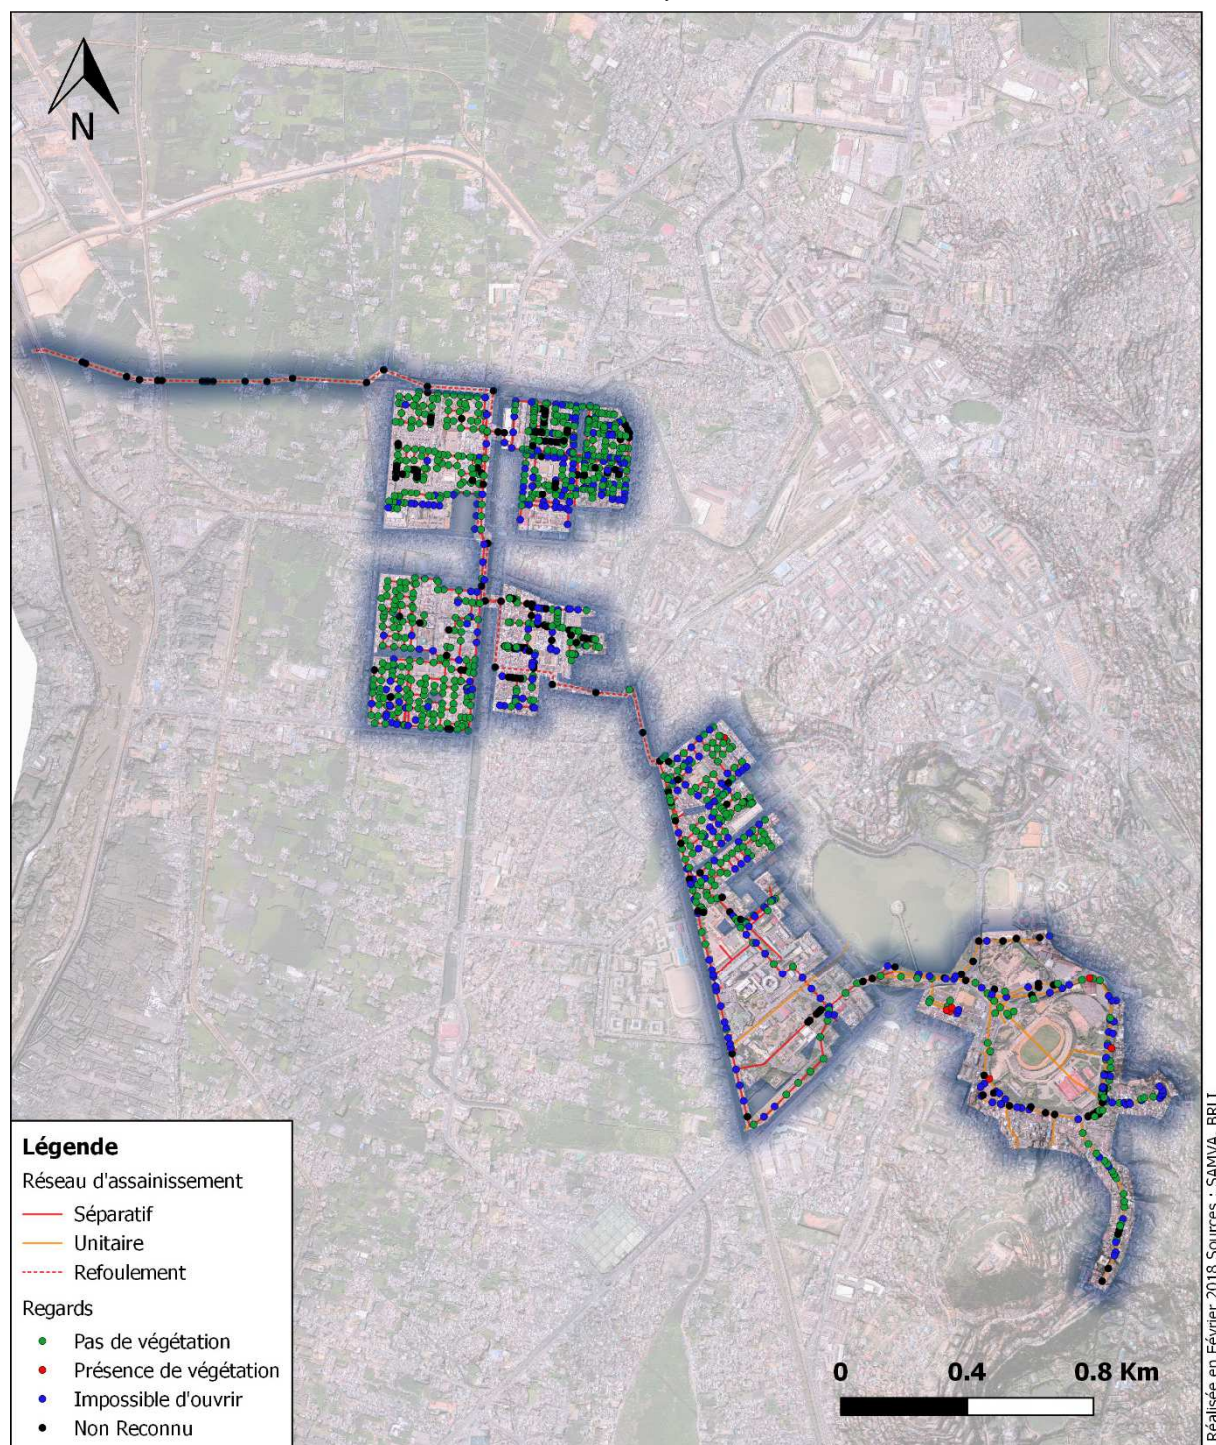 N
Légende
Réseau d'assainissement
Séparatif
Unitaire
Refoulement
Regards
Pas de végétation
Présence de végétation
Impossible d'ouvrir
Non Reconnu
0 0.4 0.8 Km
Réalisée en Février 2018 Sources : SAMVA, BRLI